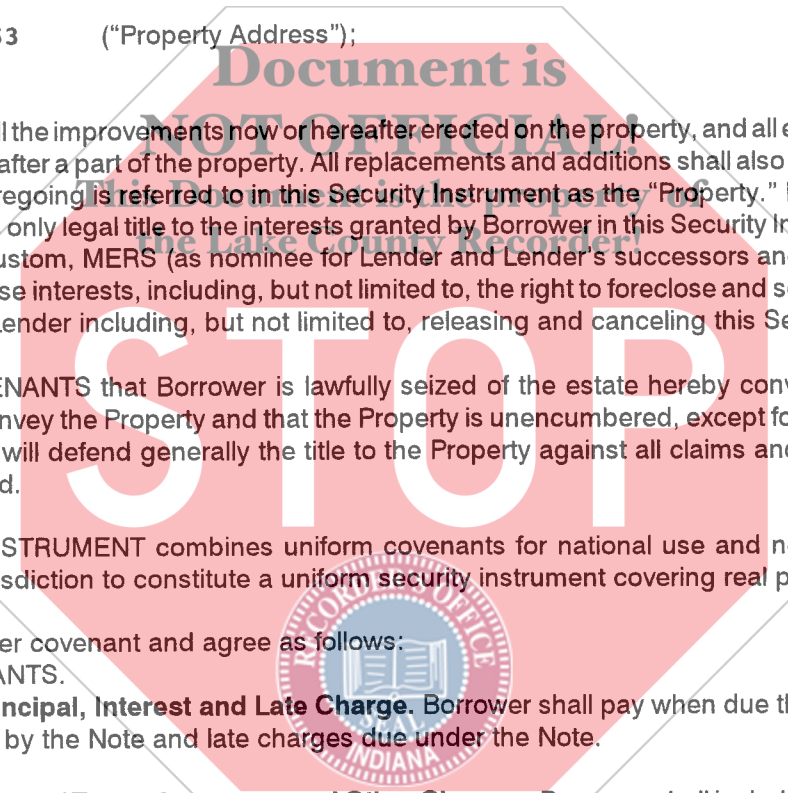 53 ("Property Address");
Document is
NOT OFFICIAL!
ll the improvements now or hereafter erected on the property, and all e
after a part of the property. All replacements and additions shall also
This Document is the property of
regoing is referred to in this Security Instrument as the “Property.”
only legal title to the interests granted by Borrower in this Security In
the Lake County Recorder!
ustom, MERS (as nominee for Lender and Lender's successors an
se interests, including, but not limited to, the right to foreclose and s
Lender including, but not limited to, releasing and canceling this Se
STOP
ENANTS that Borrower is lawfully seized of the estate hereby conv
nvey the Property and that the Property is unencumbered, except fo
will defend generally the title to the Property against all claims and
d.
STRUMENT combines uniform covenants for national use and n
sdiction to constitute a uniform security instrument covering real p
RECORDER'S OFFICE
er covenant and agree as follows:
ANTS.
ncipal, Interest and Late Charge. Borrower shall pay when due th
SEAL
by the Note and late charges due under the Note.
INDIANA